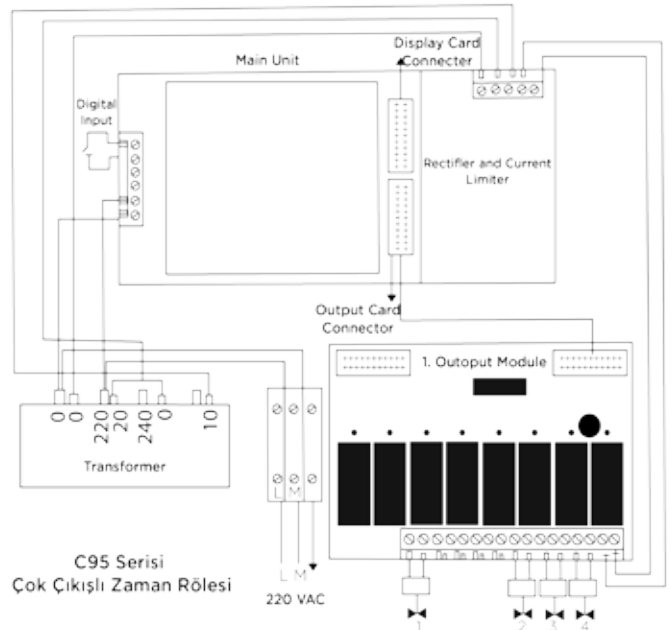 Display Card
Connecter
Main Unit
Digital
Input
Rectifier and Current
Limiter
Output Card
Connector
1. Outoput Module
0
0
220
20
240
0
10
Transformer
L
M
L
M
220 VAC
C95 Serisi
Çok Çıkışlı Zaman Rölesi
1
2
3
4